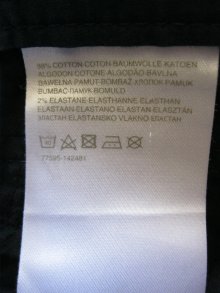 98% COTTON-COTON BAUMWOLLE KATOEN
ALGODON COTONE ALGODÃO-BAVLNA
BAWEŁNA PAMUT-BOMBAŽ ХЛОПОК PAMUK
BUMBAC-ПАМУК-BOMULD
2% ELASTANE-ELASTHANNE ELASTHAN
ELASTAAN ELASTANO ELASTAN-ELASZTÁN
ЭЛАСТАН-ELASTANSKO VLAKNO ЕЛАСТАН
77595-142481